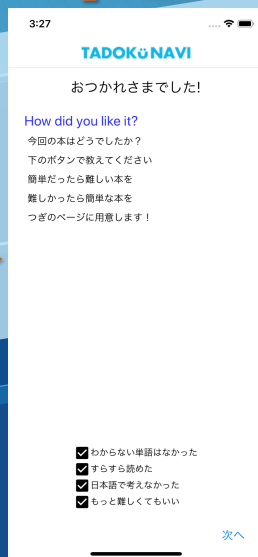 3:27
TADOKU NAVI
おつかれさまでした!
How did you like it?
今回の本はどうでしたか？
下のボタンで教えてください
簡単だったら難しい本を
難しかったら簡単な本を
つぎのページに用意します！
わからない単語はなかった
すらすら読めた
日本語で考えなかった
もっと難しくてもいい
次へ